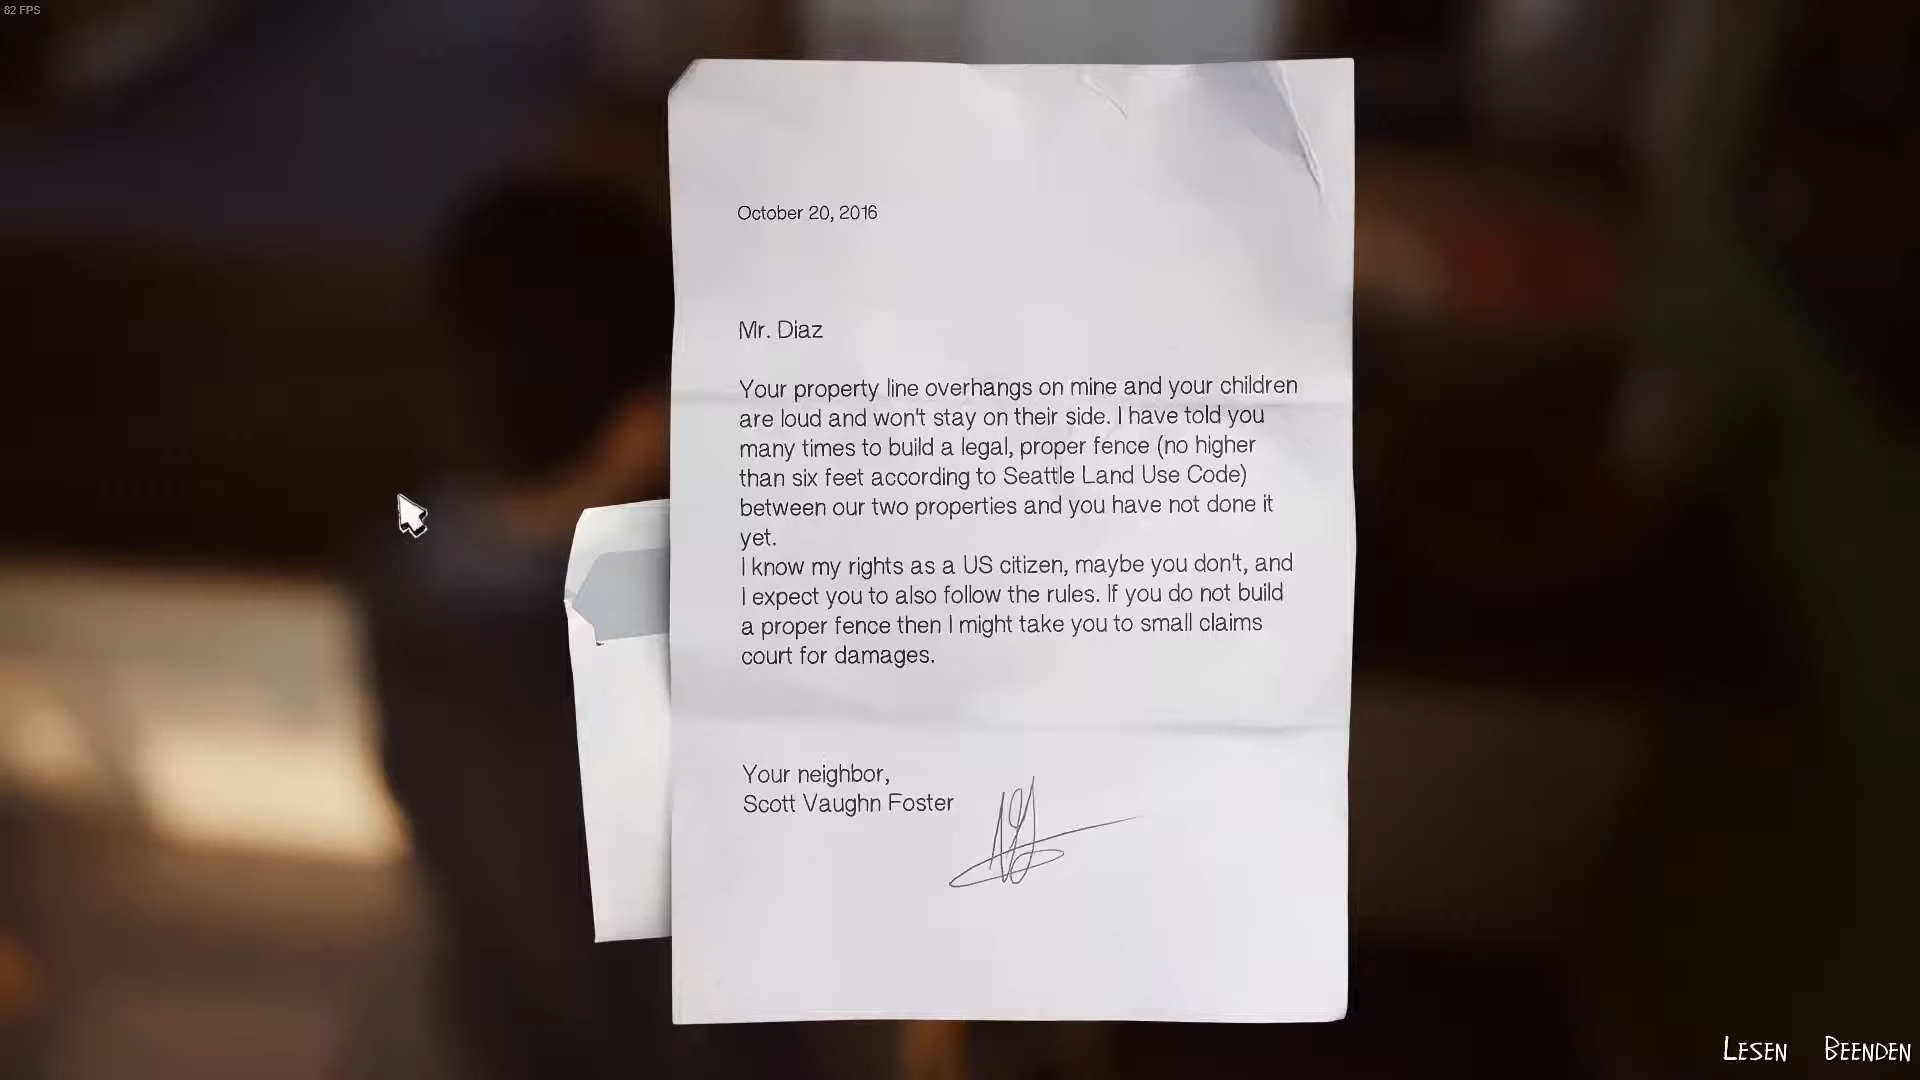 82 FPS
October 20, 2016
Mr. Diaz
Your property line overhangs on mine and your children
are loud and won't stay on their side. I have told you
many times to build a legal, proper fence (no higher
than six feet according to Seattle Land Use Code)
between our two properties and you have not done it
yet.
I know my rights as a US citizen, maybe you don't, and
I expect you to also follow the rules. If you do not build
a proper fence then I might take you to small claims
court for damages.
Your neighbor,
Scott Vaughn Foster
LESEN BEENDEN